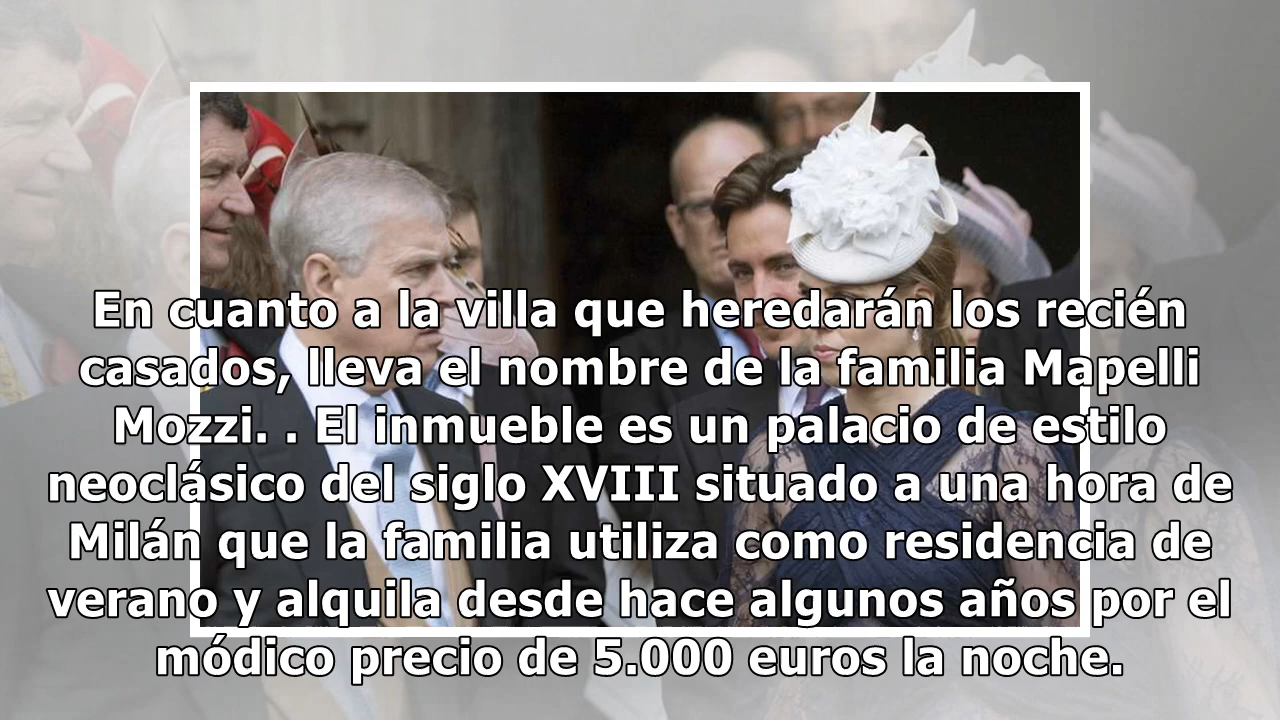 En cuanto a la villa que heredarán los recién
casados, lleva el nombre de la familia Mapelli
Mozzi. . El inmueble es un palacio de estilo
neoclásico del siglo XVIII situado a una hora de
Milán que la familia utiliza como residencia de
verano y alquila desde hace algunos años por el
módico precio de 5.000 euros la noche.